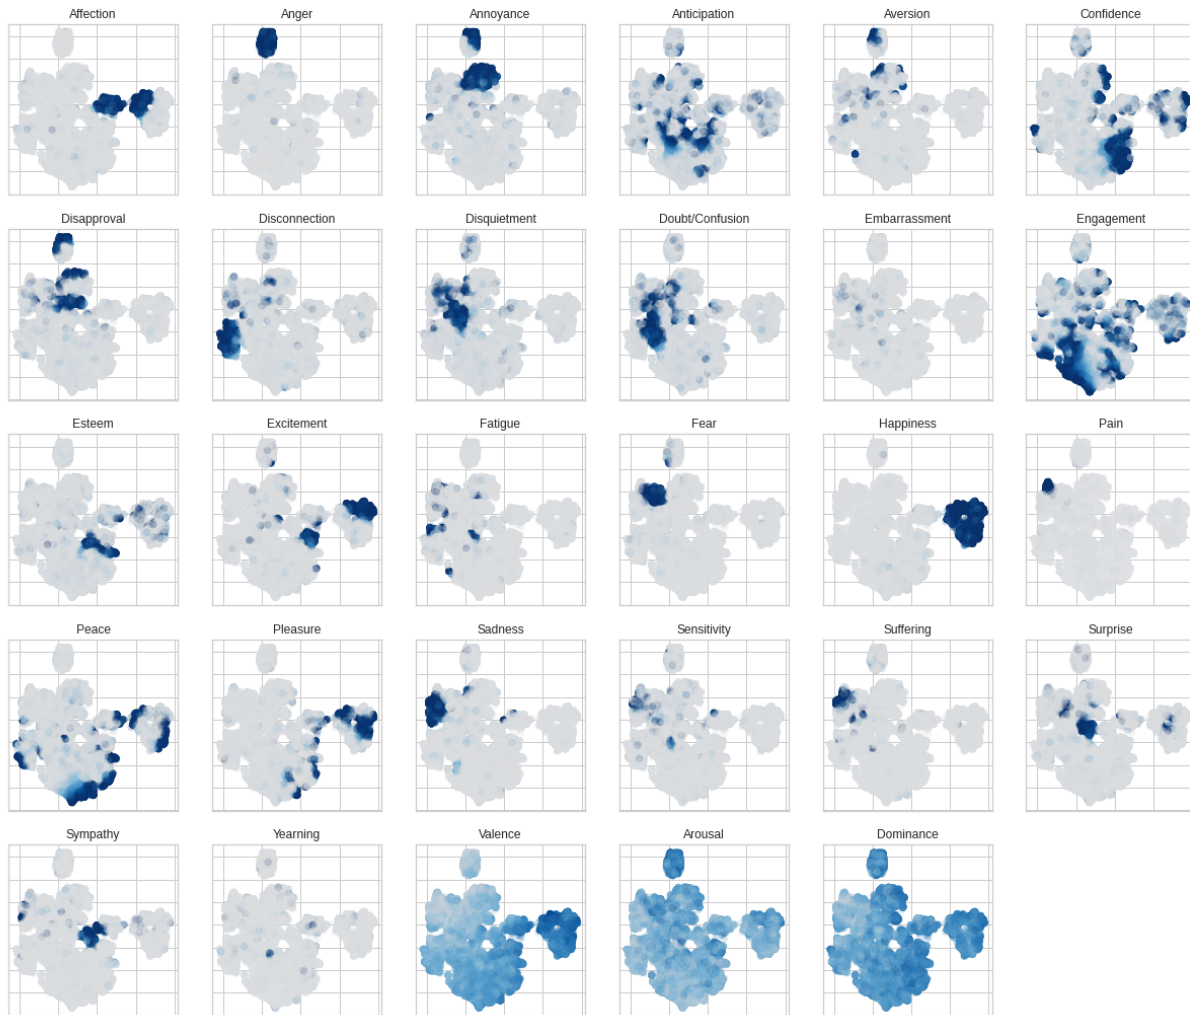 Affection Anger Annoyance Anticipation Aversion Confidence
Disapproval Disconnection Disquietment Doubt/Confusion Embarrassment Engagement
Esteem Excitement Fatigue Fear Happiness Pain
Peace Pleasure Sadness Sensitivity Suffering Surprise
Sympathy Yearning Valence Arousal Dominance